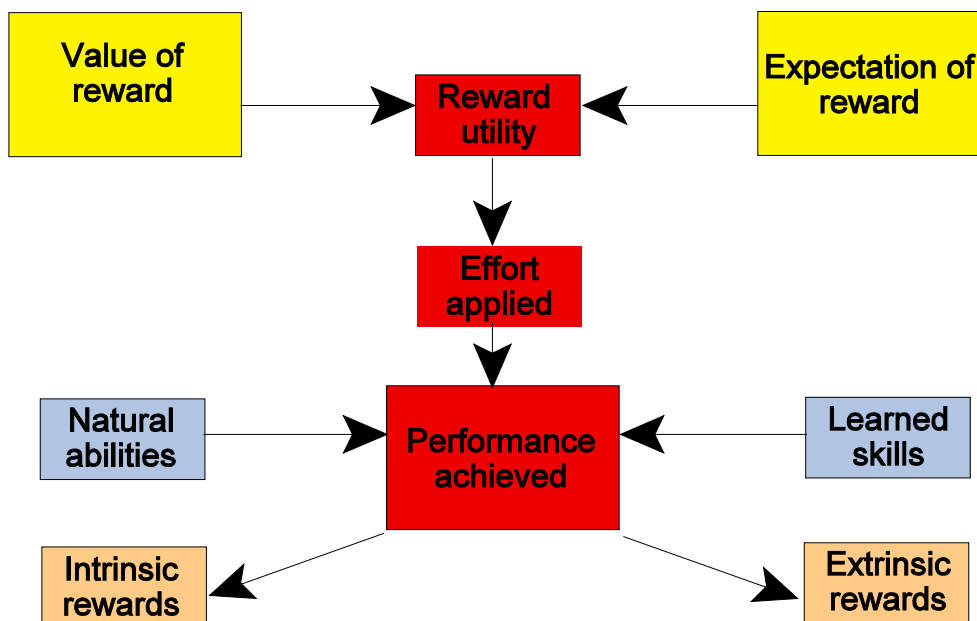 Value of
reward
Expectation of
reward
Reward
utility
Effort
applied
Natural
abilities
Performance
achieved
Learned
skills
Intrinsic
rewards
Extrinsic
rewards